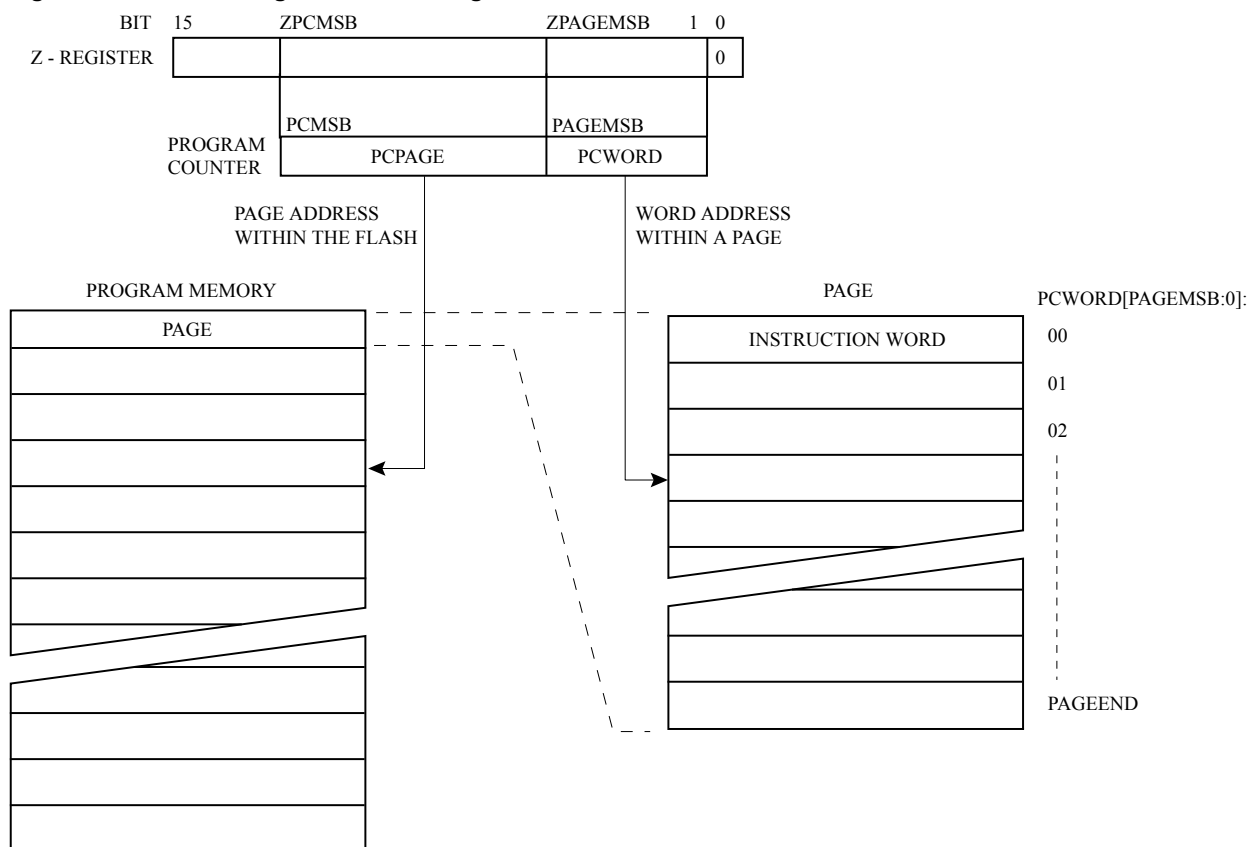 BIT 15 ZPCMSB ZPAGEMSB 1 0
Z - REGISTER 0
PCMSB PAGEMSB
PROGRAM
COUNTER
PCPAGE PCWORD
PAGE ADDRESS
WITHIN THE FLASH
WORD ADDRESS
WITHIN A PAGE
PROGRAM MEMORY
PAGE
PAGE
INSTRUCTION WORD
PCWORD[PAGEMSB:0]:
00
01
02
PAGEEND